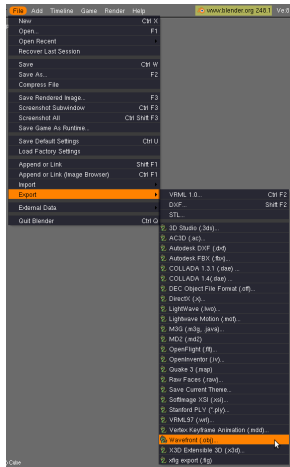 File Add Timeline Game Render Help www.blender.org 248.1 Ve:8
New Ctrl X
Open... F1
Open Recent
Recover Last Session
Save Ctrl W
Save As... F2
Compress File
Save Rendered Image... F3
Screenshot Subwindow Ctrl F3
Screenshot All Ctrl Shift F3
Save Game As Runtime...
Save Default Settings Ctrl U
Load Factory Settings
Append or Link Shift F1
Append or Link (Image Browser) Ctrl F1
Import
Export
External Data
Quit Blender Ctrl Q
VRML 1.0... Ctrl F2
DXF... Shift F2
STL...
3D Studio (.3ds)...
AC3D (.ac)...
Autodesk DXF (.dxf)
Autodesk FBX (.fbx)...
COLLADA 1.3.1 (.dae) ...
COLLADA 1.4(.dae) ...
DEC Object File Format (.off)...
DirectX (.x)...
LightWave (.lwo)...
Lightwave Motion (.mot)...
M3G (.m3g, .java)...
MD2 (.md2)
OpenFlight (.flt)...
OpenInventor (.iv)...
Quake 3 (.map)
Raw Faces (.raw)...
Save Current Theme...
Softimage XSI (.xsi)...
Stanford PLY (*.ply)...
VRML97 (.wrl)...
Vertex Keyframe Animation (.mdd)...
Wavefront (.obj)...
X3D Extensible 3D (.x3d)...
xfig export (.fig)
) Cube